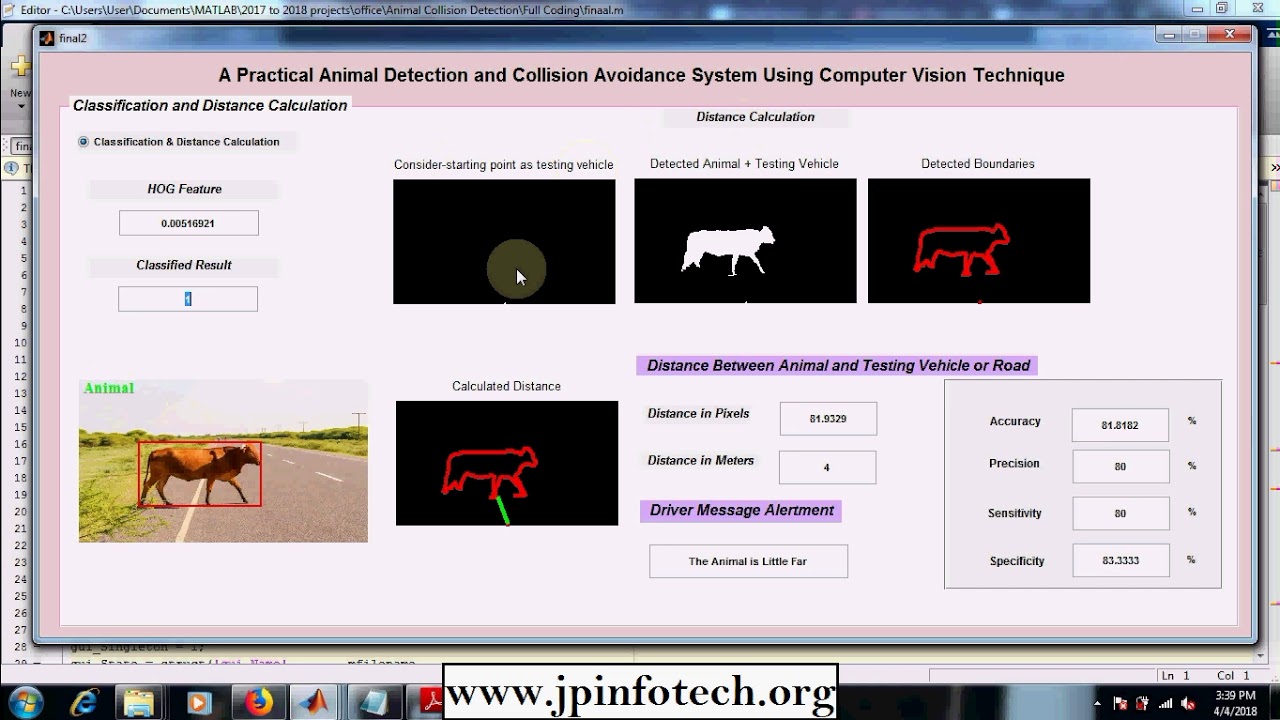 Editor - C:\Users\User\Documents\MATLAB\2017 to 2018 projects\office\Animal Collision Detection\Full Coding\finaal.m
final2
New
A Practical Animal Detection and Collision Avoidance System Using Computer Vision Technique
Classification and Distance Calculation
Classification & Distance Calculation
HOG Feature
0.00516921
Classified Result
1
Distance Calculation
Consider-starting point as testing vehicle
Detected Animal + Testing Vehicle
Detected Boundaries
Animal
Calculated Distance
Distance Between Animal and Testing Vehicle or Road
Distance in Pixels
81.9329
Distance in Meters
4
Driver Message Alertment
The Animal is Little Far
Accuracy
81.8182
%
Precision
80
%
Sensitivity
80
%
Specificity
83.3333
%
1
2
3
4
5
6
7
8
9
10
11
12
13
14
15
16
17
18
19
20
21
22
23
24
25
26
27
28
gui_Singleton = 1;
Ln 1 Col 1
www.jpinfotech.org
3:39 PM
4/4/2018